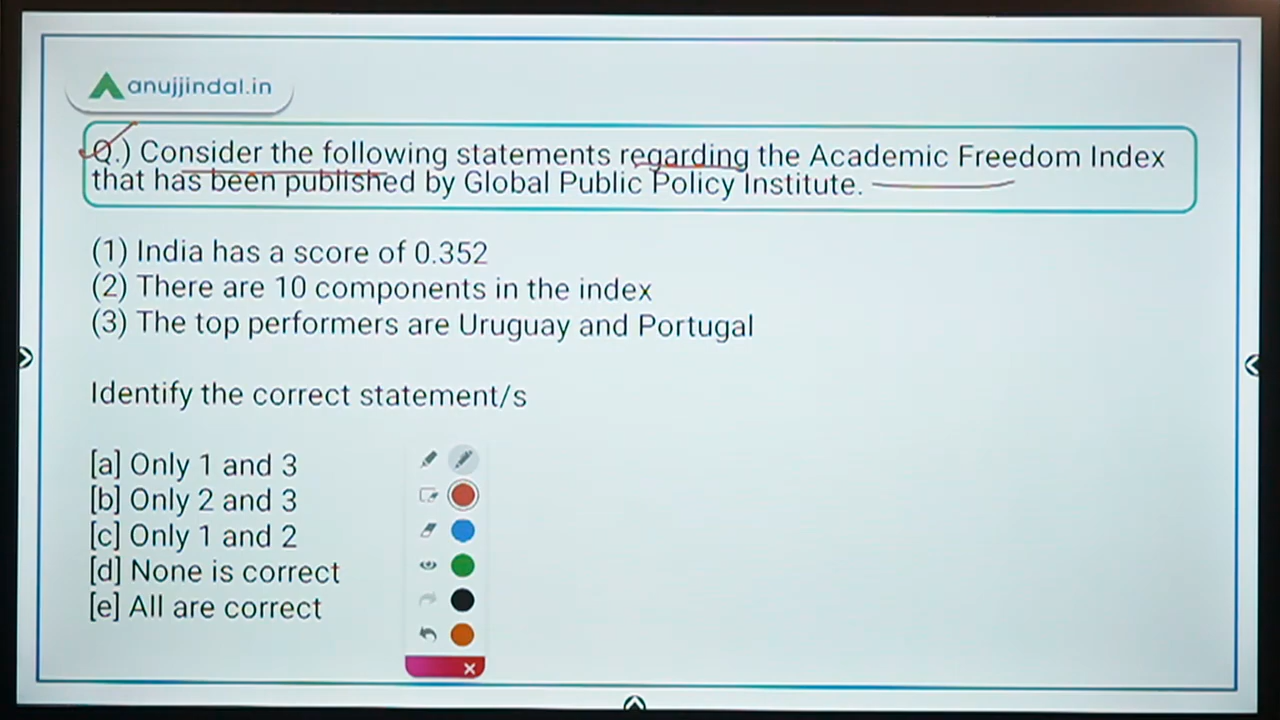 anujjindal.in
Q.) Consider the following statements regarding the Academic Freedom Index
that has been published by Global Public Policy Institute.
(1) India has a score of 0.352
(2) There are 10 components in the index
(3) The top performers are Uruguay and Portugal
Identify the correct statement/s
[a] Only 1 and 3
[b] Only 2 and 3
[c] Only 1 and 2
[d] None is correct
[e] All are correct